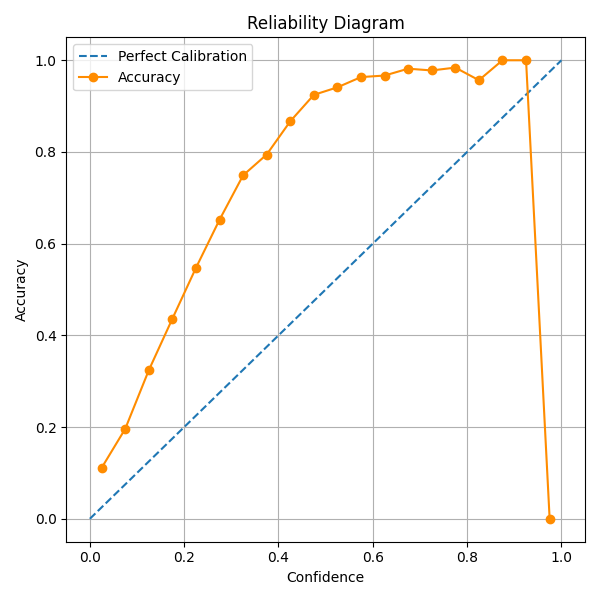 Reliability Diagram
Perfect Calibration
Accuracy
1.0
0.8
0.6
0.4
0.2
0.0
Accuracy
0.0 0.2 0.4 0.6 0.8 1.0
Confidence